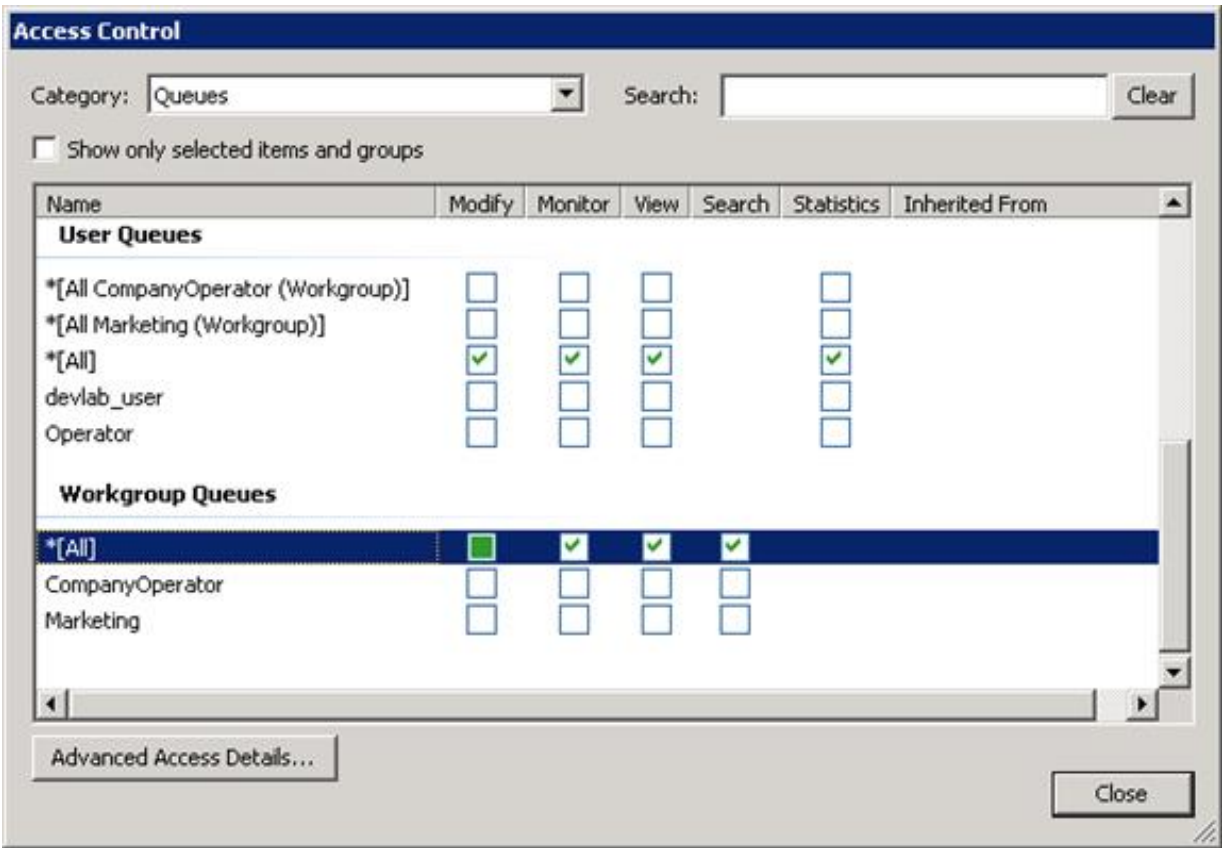 Access Control
Category: Queues Search: Clear
Show only selected items and groups
Name Modify Monitor View Search Statistics Inherited From
User Queues
*[All CompanyOperator (Workgroup)]
*[All Marketing (Workgroup)]
*[All]
devlab_user
Operator
Workgroup Queues
*[All]
CompanyOperator
Marketing
Advanced Access Details...
Close